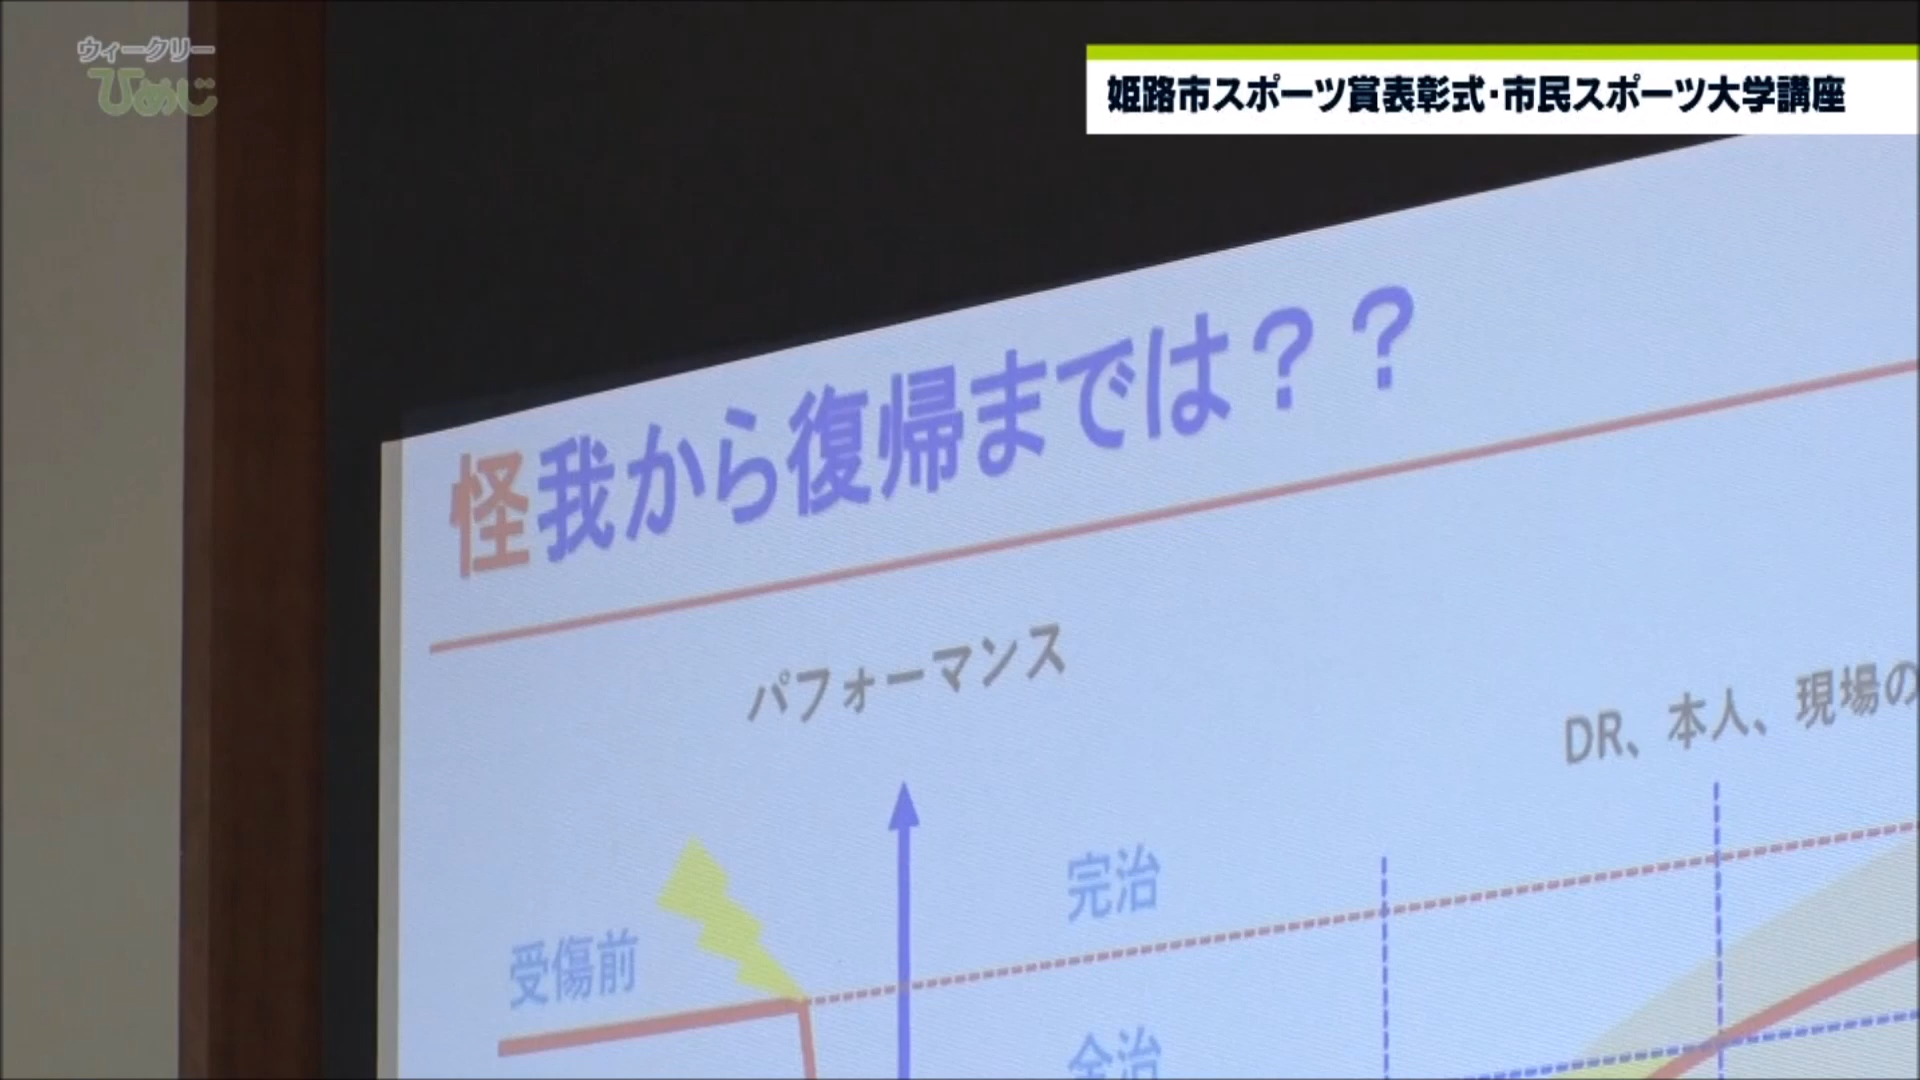 ウィークリー
ひめじ
姫路市スポーツ賞表彰式・市民スポーツ大学講座
怪我から復帰までは？？
パフォーマンス
DR、本人、現場の
完治
受傷前
全治